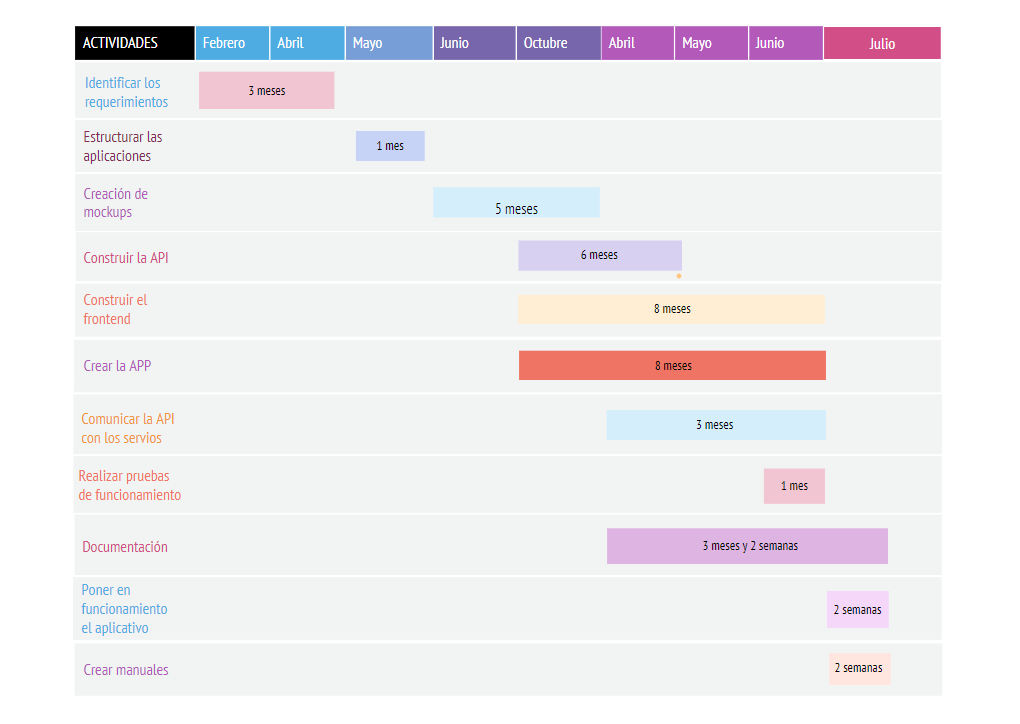 ACTIVIDADES Febrero Abril Mayo Junio Octubre Abril Mayo Junio Julio
Identificar los
requerimientos
3 meses
Estructurar las
aplicaciones
1 mes
Creación de
mockups
5 meses
Construir la API
6 meses
Construir el
frontend
8 meses
Crear la APP
8 meses
Comunicar la API
con los servios
3 meses
Realizar pruebas
de funcionamiento
1 mes
Documentación
3 meses y 2 semanas
Poner en
funcionamiento
el aplicativo
2 semanas
Crear manuales
2 semanas